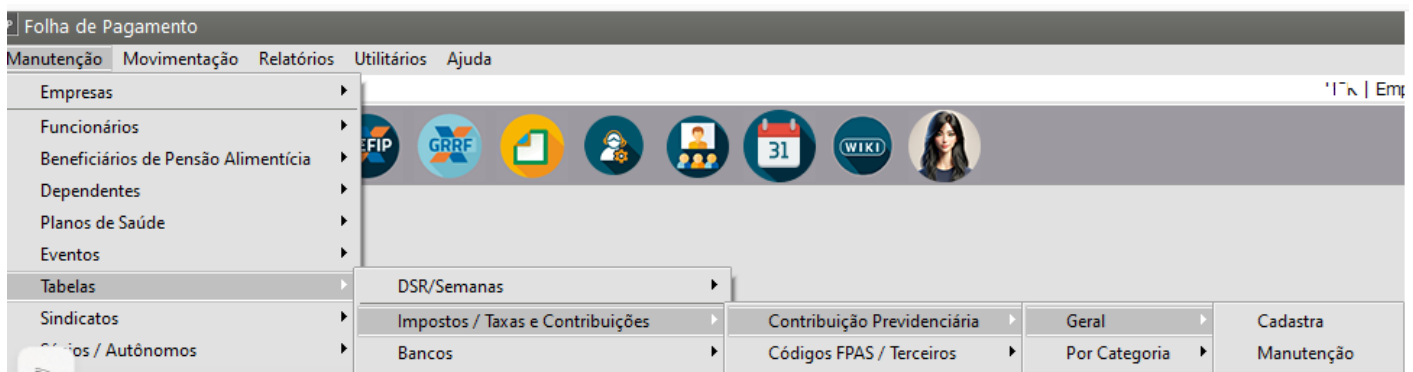 Folha de Pagamento
Manutenção Movimentação Relatórios Utilitários Ajuda
Empresas
Funcionários
GRRF 31 WIKI
Beneficiários de Pensão Alimentícia
Dependentes
Planos de Saúde
Eventos
Tabelas DSR/Semanas
Sindicatos Impostos / Taxas e Contribuições Contribuição Previdenciária Geral Cadastra
/ Autônomos Bancos Códigos FPAS / Terceiros Por Categoria Manutenção